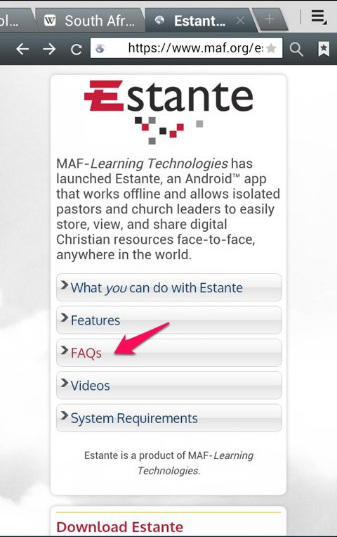 ol...
South Afr...
Estante...
https://www.maf.org/es
Estante
MAF-Learning Technologies has
launched Estante, an Android™ app
that works offline and allows isolated
pastors and church leaders to easily
store, view, and share digital
Christian resources face-to-face,
anywhere in the world.
What you can do with Estante
Features
FAQs
Videos
System Requirements
Estante is a product of MAF-Learning
Technologies.
Download Estante